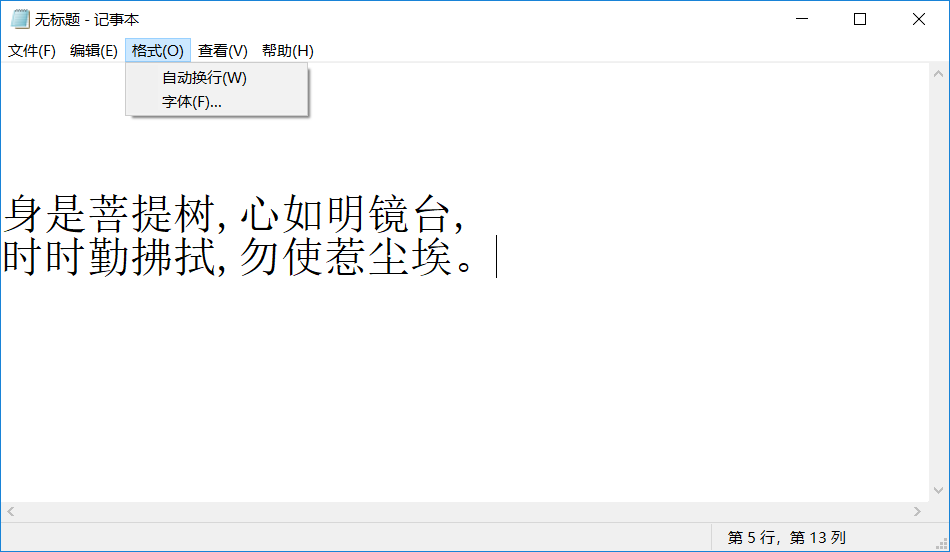 无标题 - 记事本
文件(F) 编辑(E) 格式(O) 查看(V) 帮助(H)
自动换行(W)
字体(F)...
身是菩提树,心如明镜台,
时时勤拂拭,勿使惹尘埃。
第 5 行，第 13 列